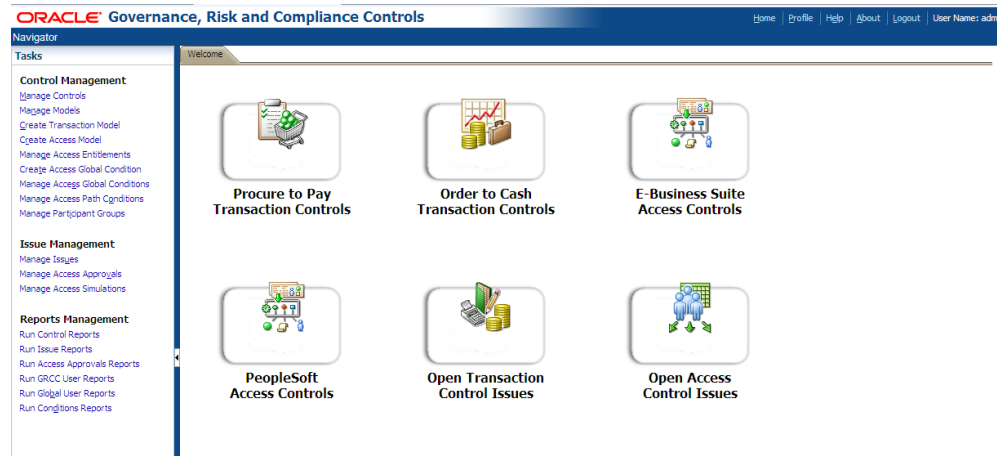 ORACLE Governance, Risk and Compliance Controls
Home | Profile | Help | About | Logout | User Name: adm
Navigator
Tasks
Welcome
Control Management
Manage Controls
Manage Models
Create Transaction Model
Create Access Model
Manage Access Entitlements
Create Access Global Condition
Manage Access Global Conditions
Manage Access Path Conditions
Manage Participant Groups
Issue Management
Manage Issues
Manage Access Approvals
Manage Access Simulations
Reports Management
Run Control Reports
Run Issue Reports
Run Access Approvals Reports
Run GRCC User Reports
Run Global User Reports
Run Conditions Reports
Procure to Pay
Transaction Controls
Order to Cash
Transaction Controls
E-Business Suite
Access Controls
PeopleSoft
Access Controls
Open Transaction
Control Issues
Open Access
Control Issues